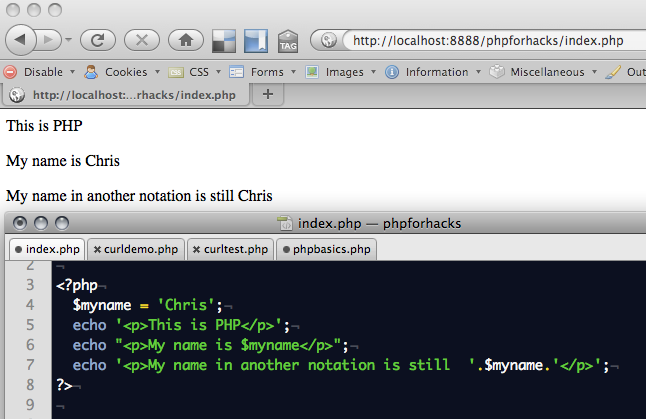 TAG
http://localhost:8888/phpforhacks/index.php
Disable Cookies CSS Forms Images Information Miscellaneous Out
http://localhost:...rhacks/index.php +
This is PHP
My name is Chris
My name in another notation is still Chris
index.php — phpforhacks
index.php curldemo.php curltest.php phpbasics.php
2 ¬
3 <?php¬
4 $myname = 'Chris';¬
5 echo '<p>This is PHP</p>';¬
6 echo "<p>My name is $myname</p>";¬
7 echo '<p>My name in another notation is still  '.$myname.'</p>';¬
8 ?>¬
9 ¬